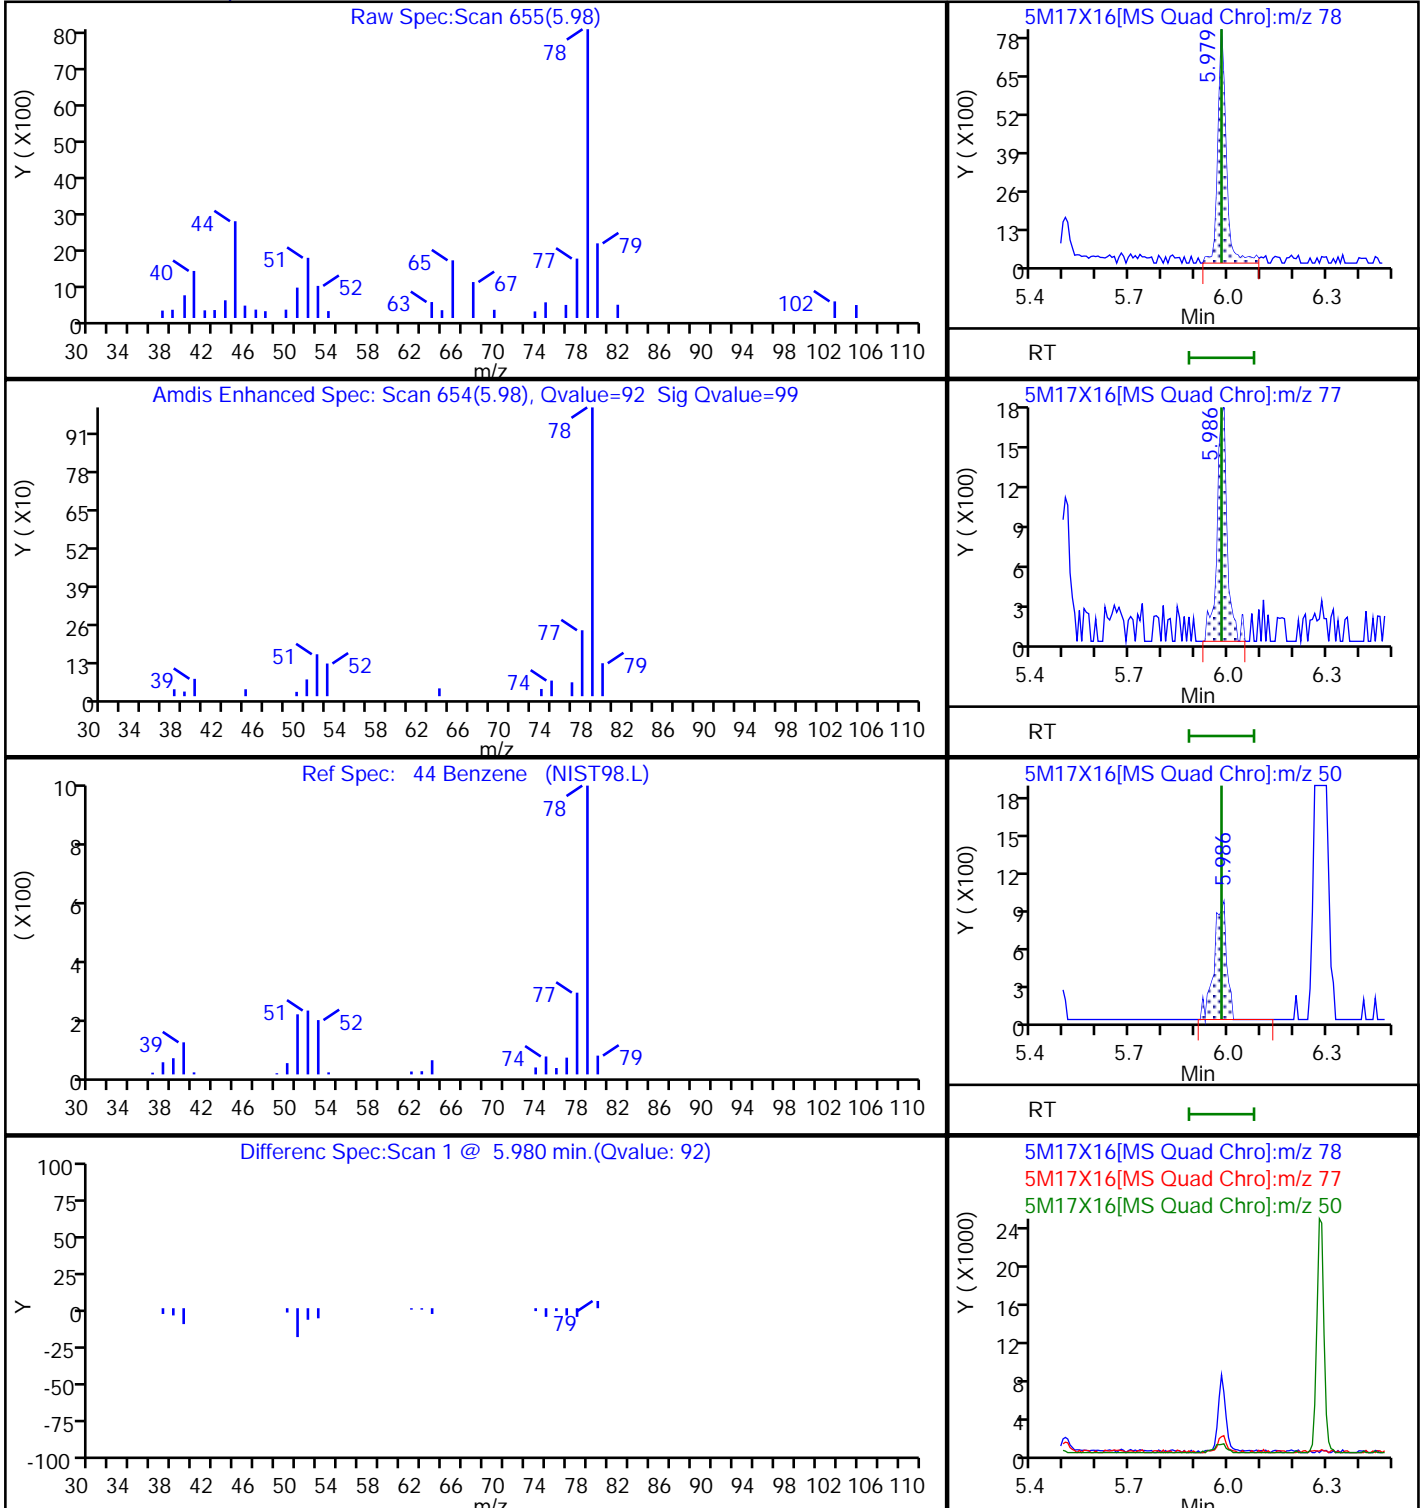 Raw Spec:Scan 655(5.98)
Y ( X100)
80
70
60
50
40
30
20
10
0
78
44
40
51
52
63
65
67
77
79
102
30 34 38 42 46 50 54 58 62 66 70 74 78 82 86 90 94 98 102 106 110
m/z
5M17X16[MS Quad Chro]:m/z 78
Y ( X100)
78
65
52
39
26
13
0
5.979
5.4 5.7 6.0 6.3
Min
RT
Amdis Enhanced Spec: Scan 654(5.98), Qvalue=92 Sig Qvalue=99
Y ( X10)
91
78
65
52
39
26
13
0
78
77
51
52
39
74
79
30 34 38 42 46 50 54 58 62 66 70 74 78 82 86 90 94 98 102 106 110
m/z
5M17X16[MS Quad Chro]:m/z 77
Y ( X100)
18
15
12
9
6
3
0
5.986
5.4 5.7 6.0 6.3
Min
RT
Ref Spec: 44 Benzene (NIST98.L)
( X100)
10
8
6
4
2
0
78
77
51
52
39
74
79
30 34 38 42 46 50 54 58 62 66 70 74 78 82 86 90 94 98 102 106 110
m/z
5M17X16[MS Quad Chro]:m/z 50
Y ( X100)
18
15
12
9
6
3
0
5.986
5.4 5.7 6.0 6.3
Min
RT
Differenc Spec:Scan 1 @ 5.980 min.(Qvalue: 92)
Y
100
75
50
25
0
-25
-50
-75
-100
79
30 34 38 42 46 50 54 58 62 66 70 74 78 82 86 90 94 98 102 106 110
m/z
5M17X16[MS Quad Chro]:m/z 78
5M17X16[MS Quad Chro]:m/z 77
5M17X16[MS Quad Chro]:m/z 50
Y ( X1000)
24
20
16
12
8
4
0
5.4 5.7 6.0 6.3
Min